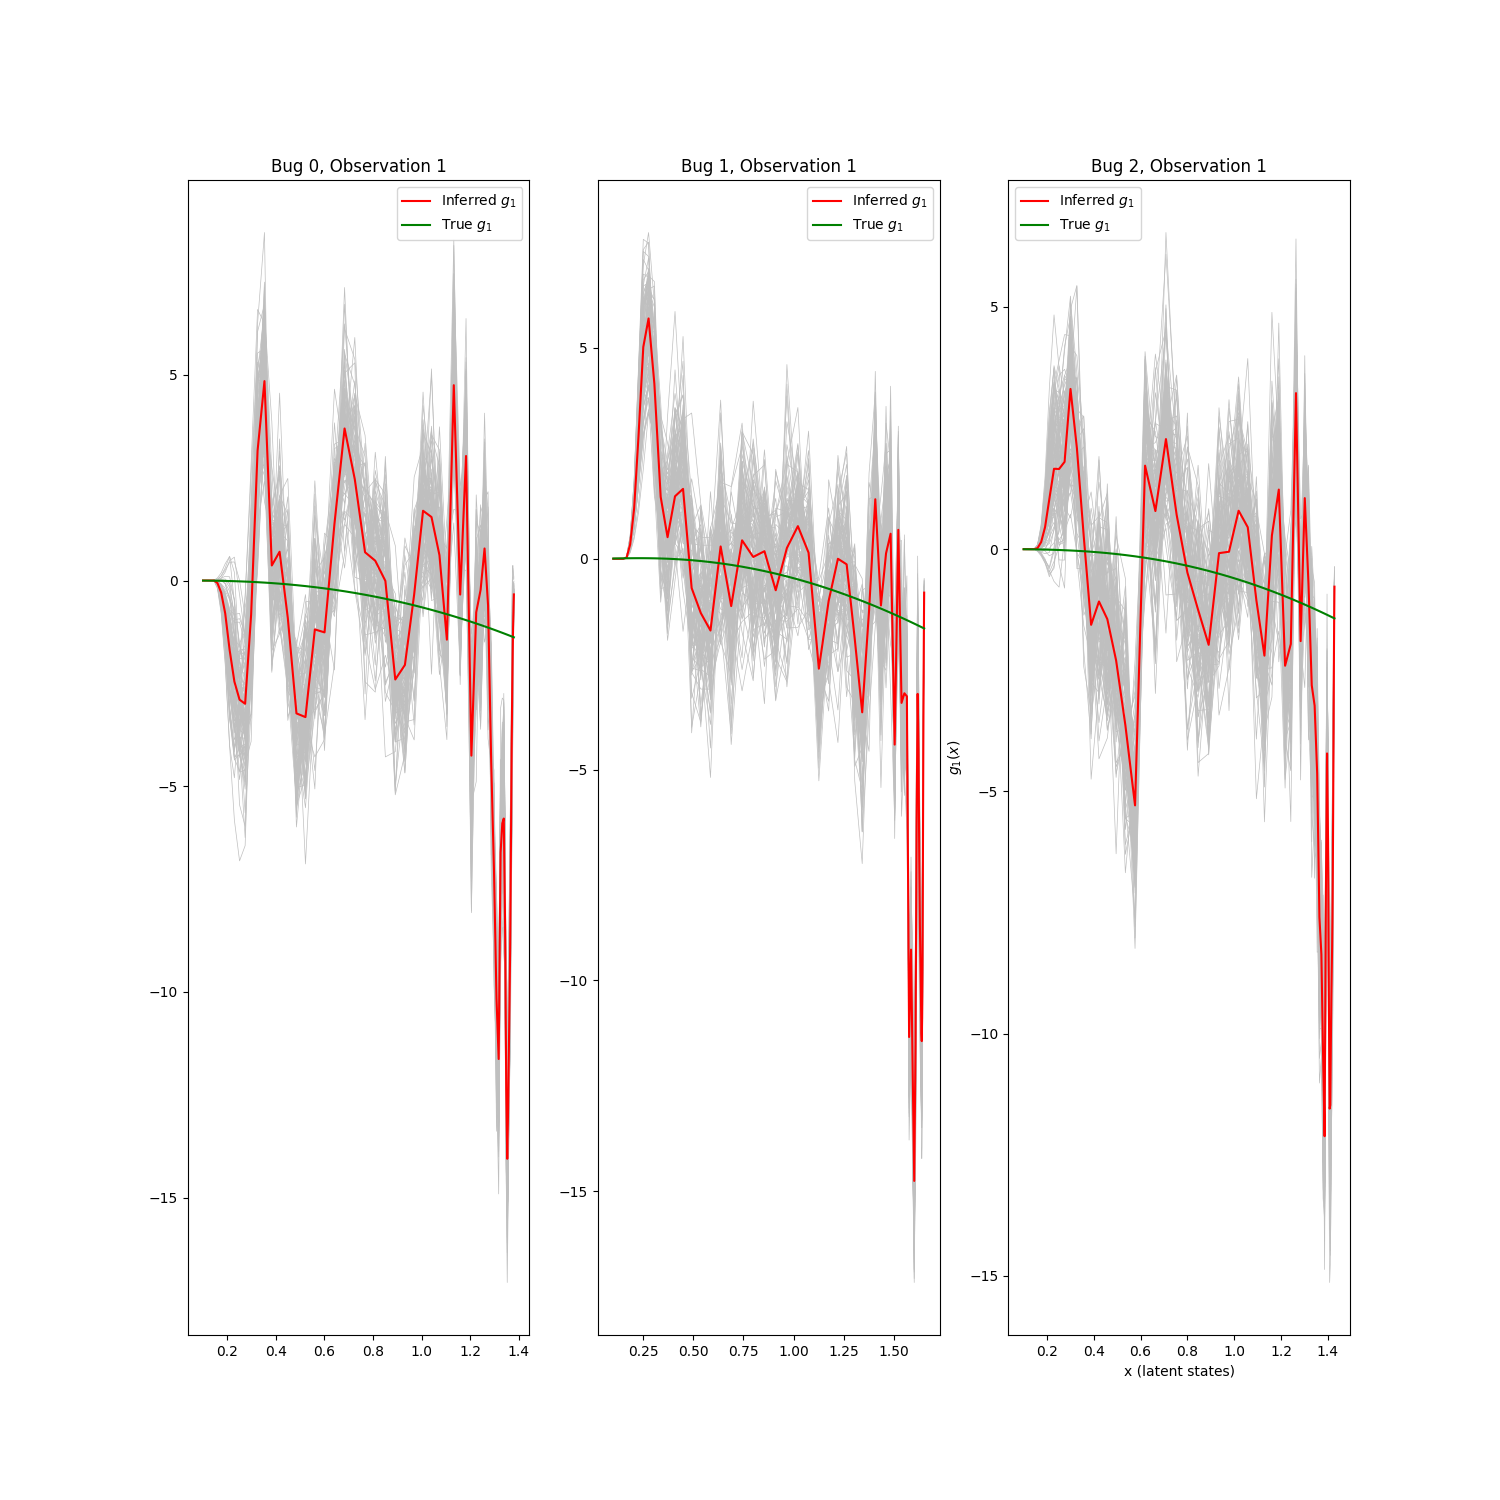 Bug 0, Observation 1
Inferred g₁
True g₁
5
0
−5
−10
−15
0.2 0.4 0.6 0.8 1.0 1.2 1.4
Bug 1, Observation 1
Inferred g₁
True g₁
5
0
−5
−10
−15
0.25 0.50 0.75 1.00 1.25 1.50
Bug 2, Observation 1
Inferred g₁
True g₁
g₁(x)
5
0
−5
−10
−15
0.2 0.4 0.6 0.8 1.0 1.2 1.4
x (latent states)